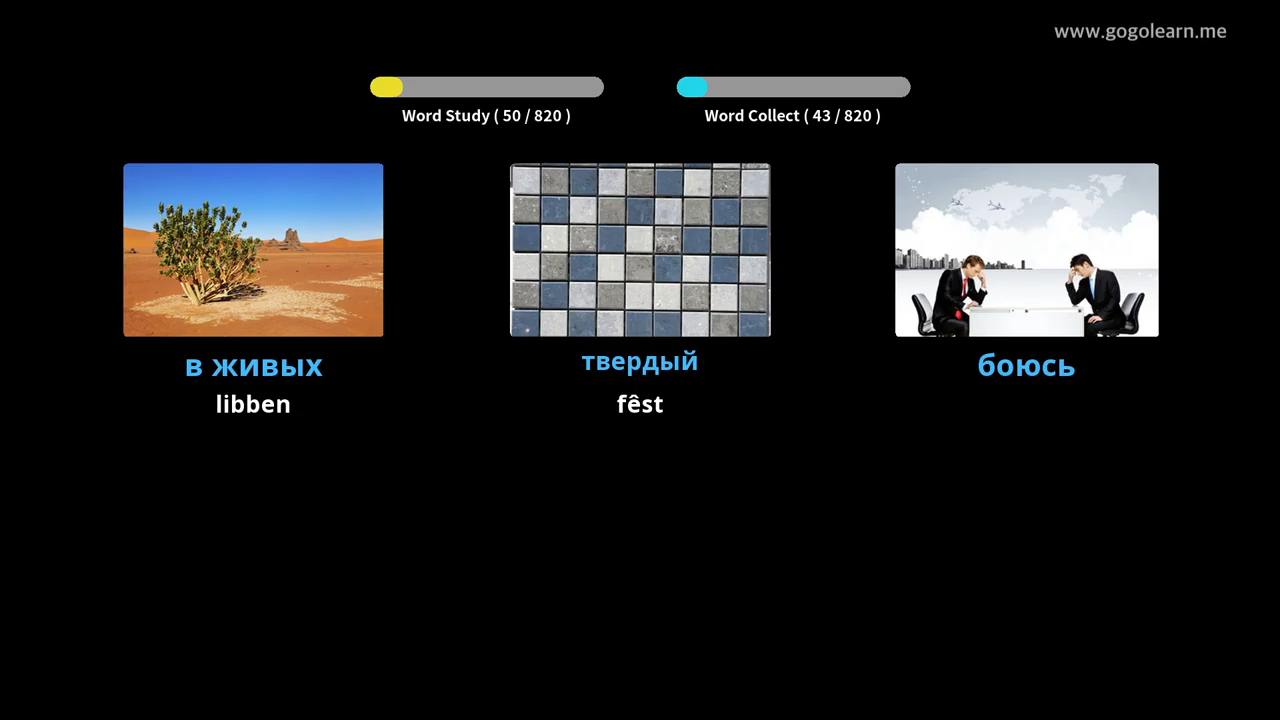 www.gogolearn.me
Word Study ( 50 / 820 )
Word Collect ( 43 / 820 )
в живых
libben
твердый
fêst
боюсь